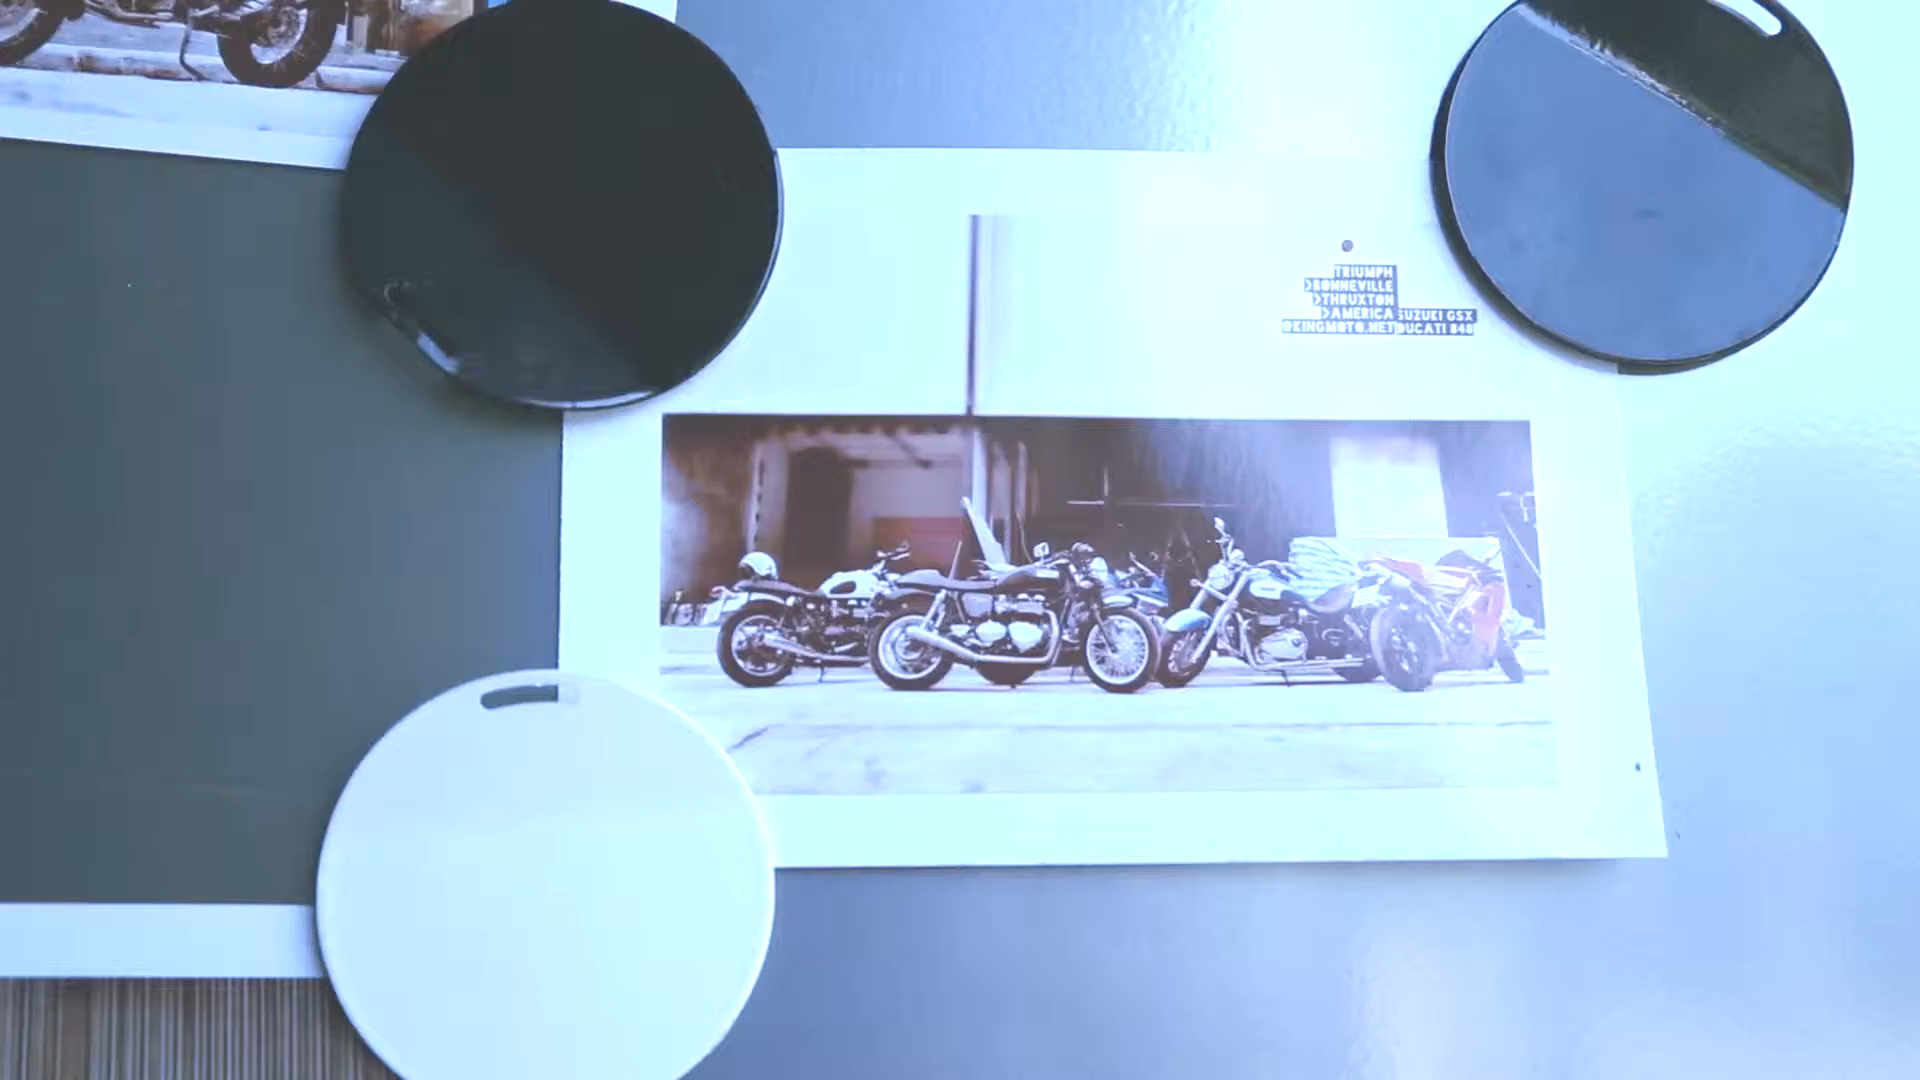 TRIUMPH
>BONNEVILLE
>THRUXTON
>AMERICA SUZUKI GSX
@KINGMOTO.NET DUCATI 848